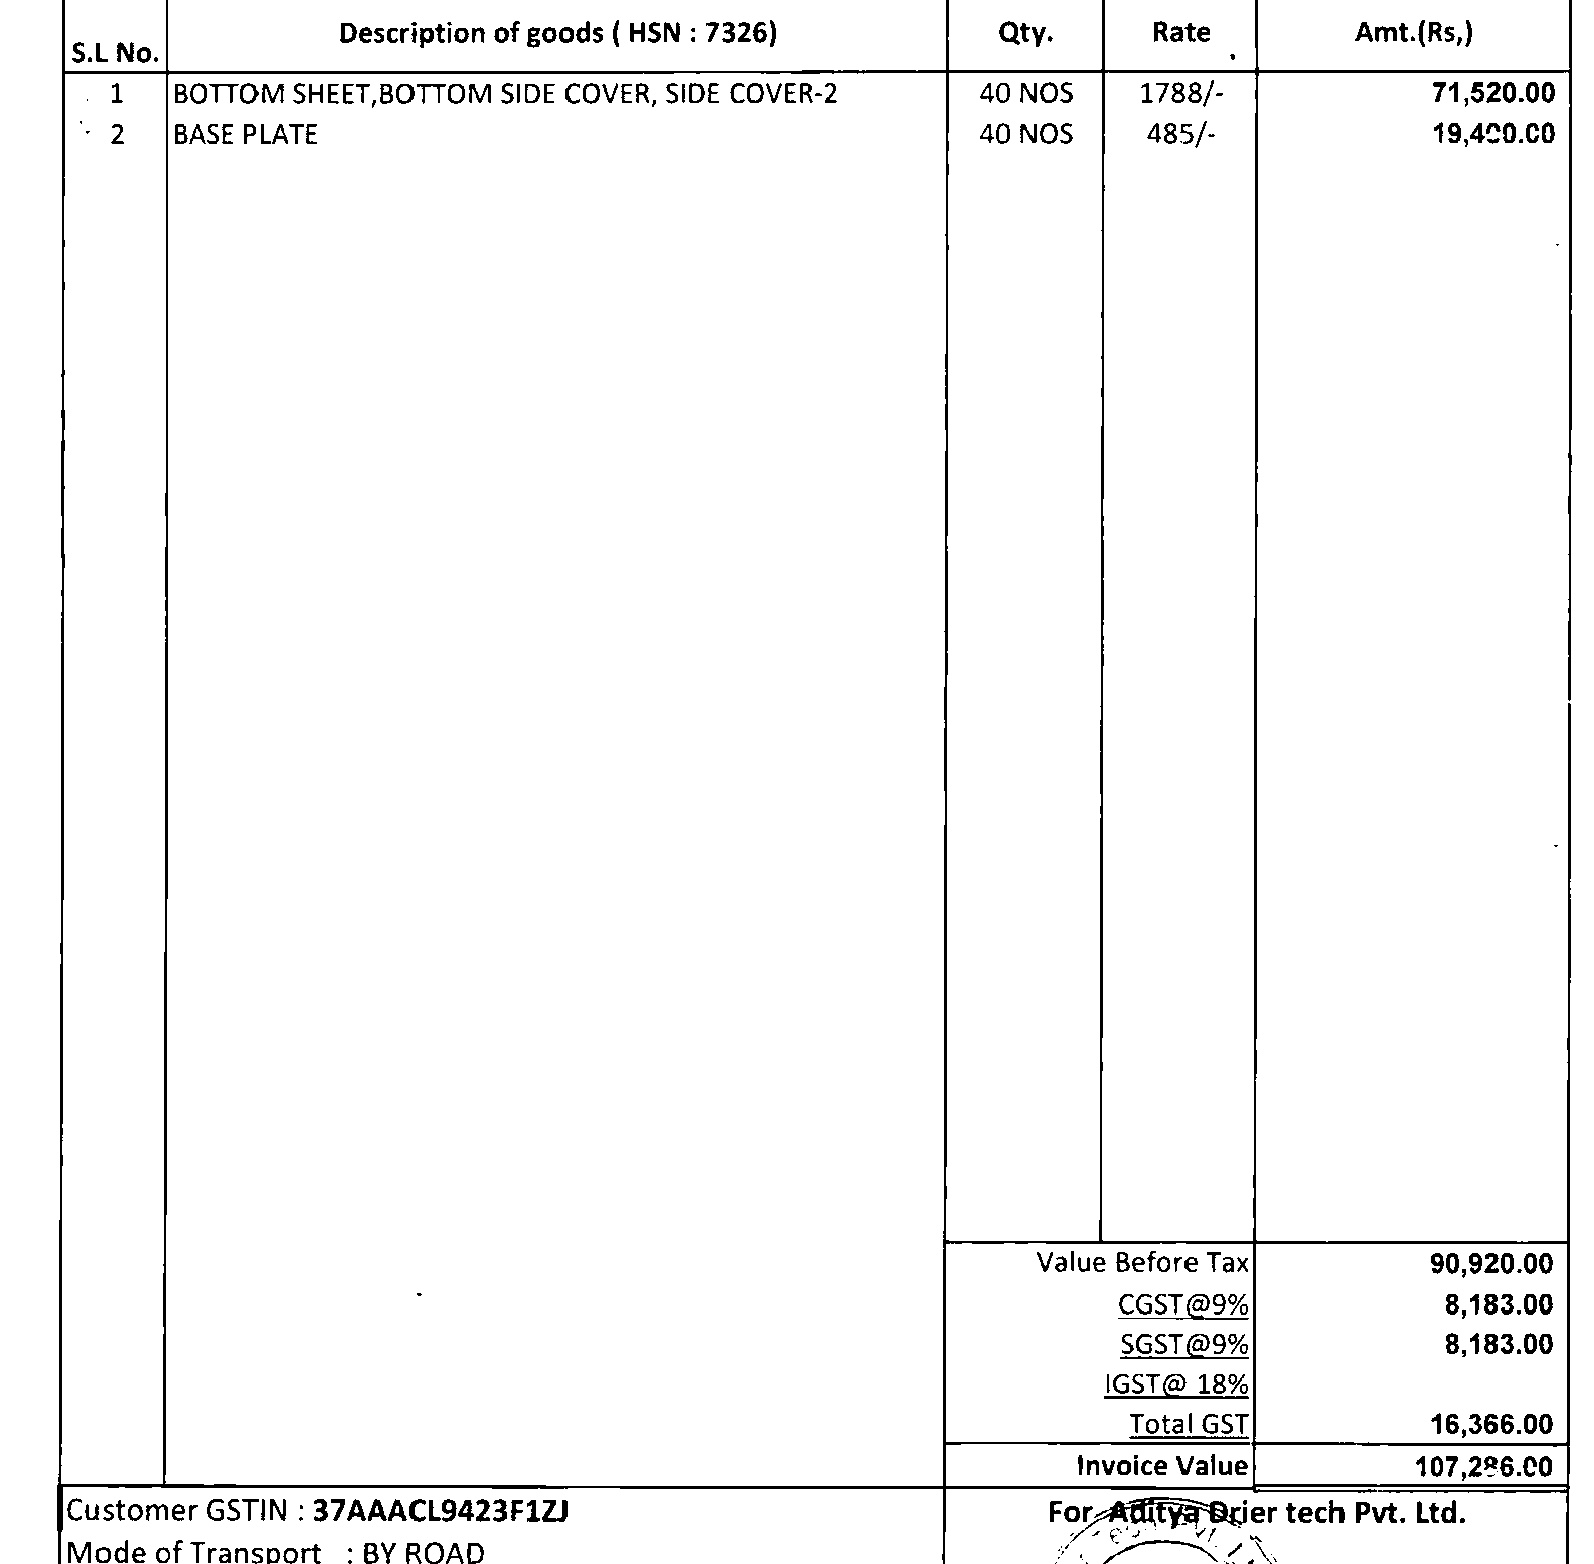 S.L No. Description of goods ( HSN : 7326) Qty. Rate Amt.(Rs,)
1 BOTTOM SHEET,BOTTOM SIDE COVER, SIDE COVER-2 40 NOS 1788/- 71,520.00
2 BASE PLATE 40 NOS 485/- 19,400.00
Value Before Tax 90,920.00
CGST@9% 8,183.00
SGST@9% 8,183.00
IGST@ 18%
Total GST 16,366.00
Invoice Value 107,286.00
Customer GSTIN : 37AAACL9423F1ZJ For Aditya Drier tech Pvt. Ltd.
Mode of Transport : BY ROAD